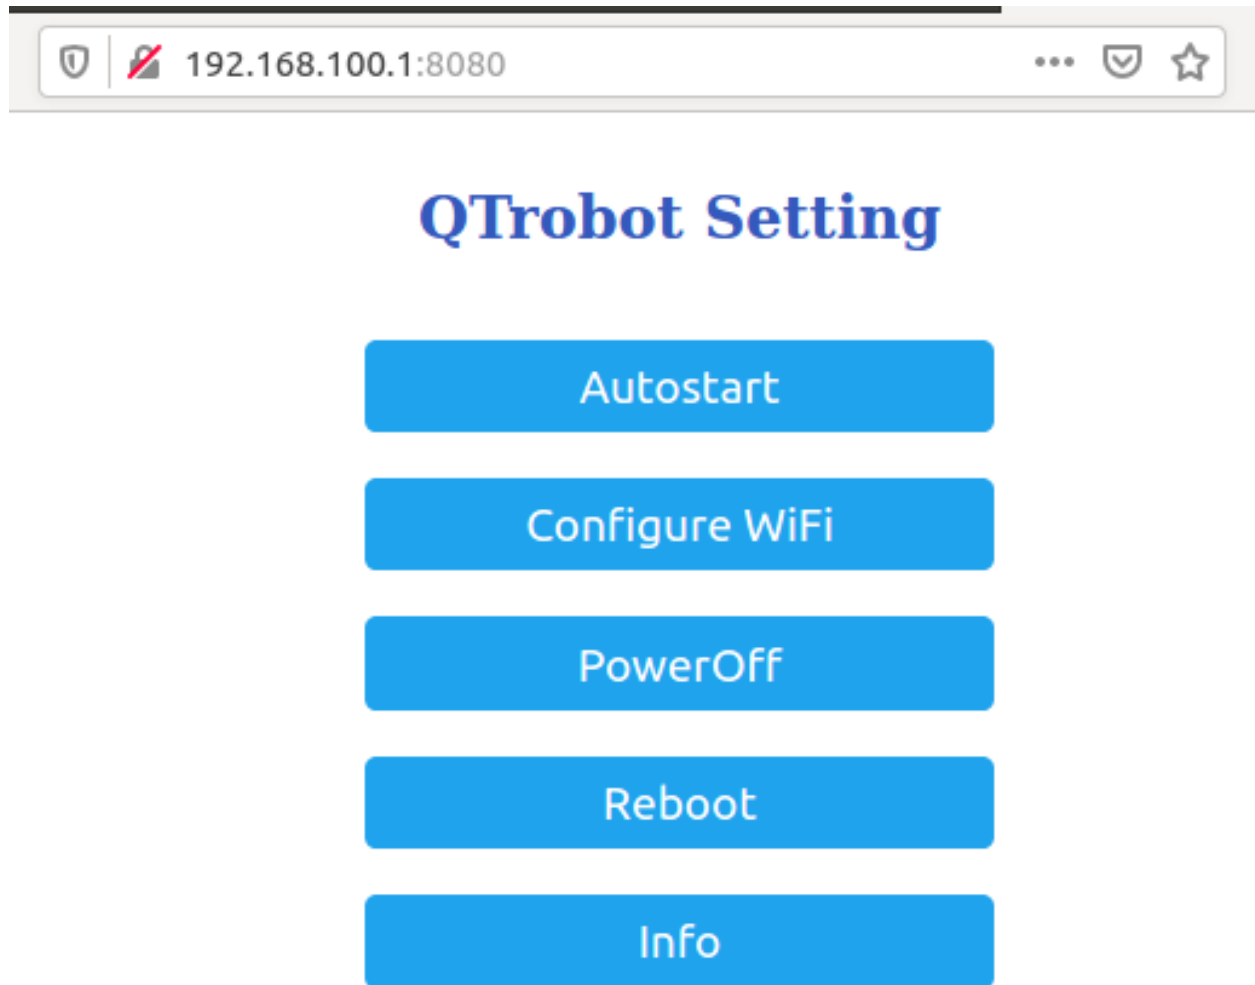 192.168.100.1:8080
QTrobot Setting
Autostart
Configure WiFi
PowerOff
Reboot
Info